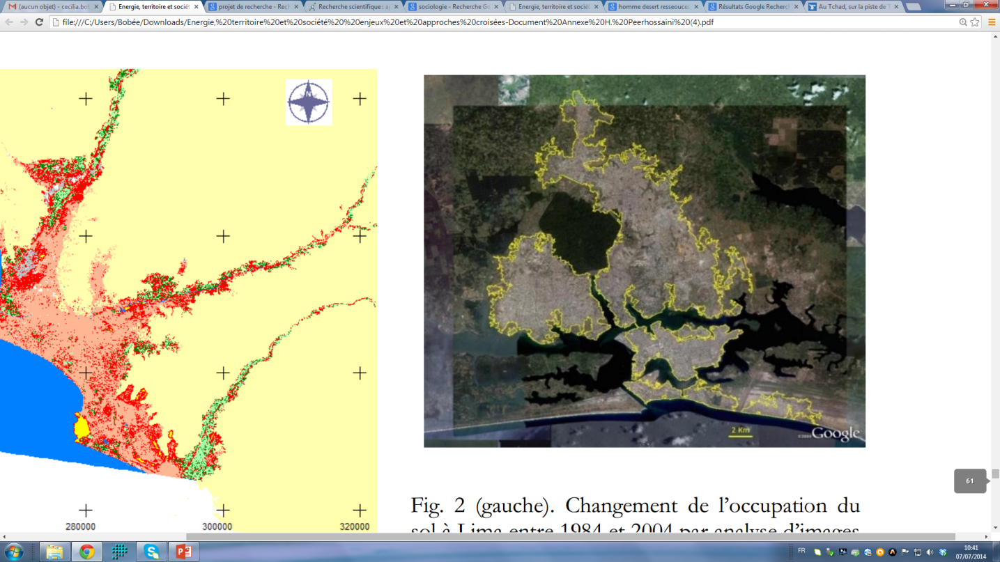 (aucun objet) - cecilia.bob
Energie, territoire et sociét
projet de recherche - Rech
Recherche scientifique : a
sociologie - Recherche Go
Energie, territoire et sociét
homme desert resseouces
Résultats Google Recherch
Au Tchad, sur la piste de T
file:///C:/Users/Bobée/Downloads/Energie,%20territoire%20et%20société%20%20enjeux%20et%20approches%20croisées-Document%20Annexe%20H.%20Peerhossaini%20(4).pdf
N
2 Km
Google
61
Fig. 2 (gauche). Changement de l'occupation du
sol à Lima entre 1984 et 2004 par analyse d'images
280000 300000 320000
FR
10:41
07/07/2014